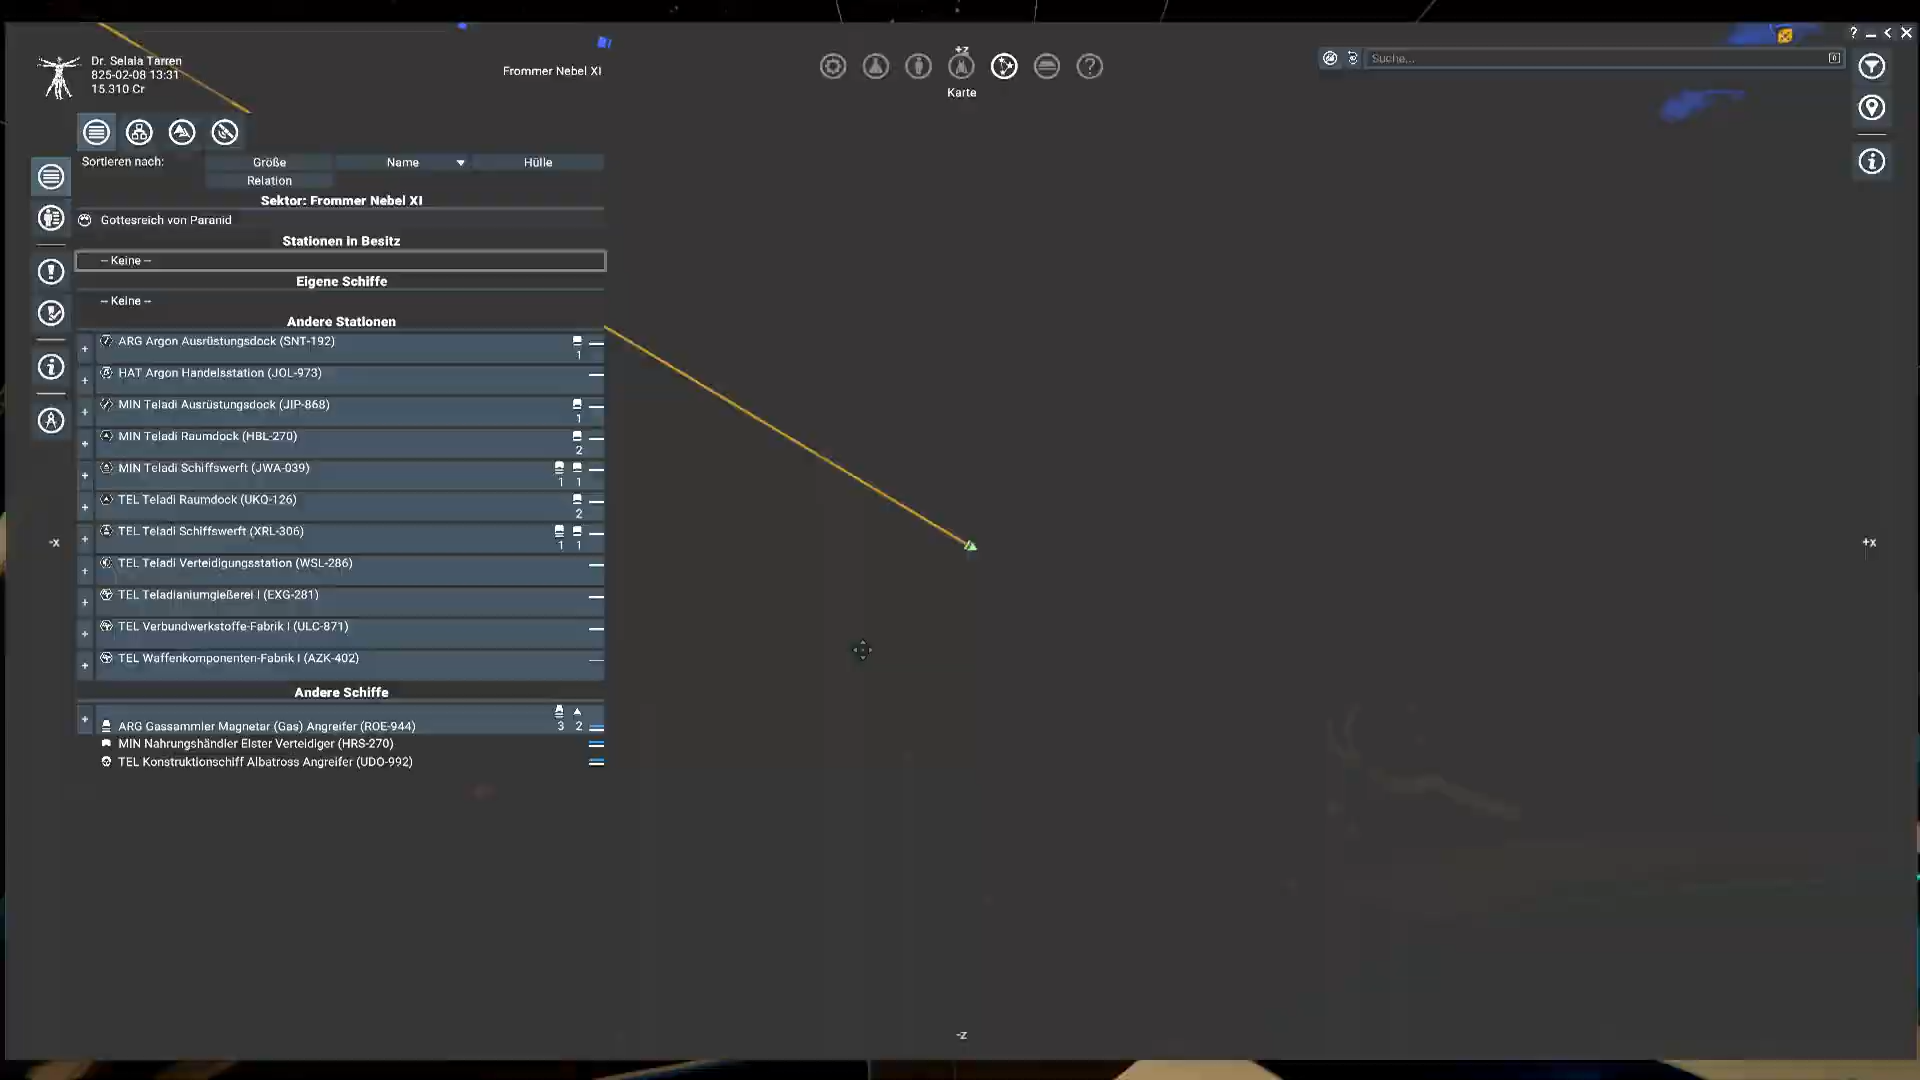 Dr. Selaia Tarren
825-02-08 13:31
15.310 Cr
Frommer Nebel XI
+z
Karte
Suche...
Sortieren nach:
Größe
Name
Hülle
Relation
Sektor: Frommer Nebel XI
Gottesreich von Paranid
Stationen in Besitz
-- Keine --
Eigene Schiffe
-- Keine --
Andere Stationen
ARG Argon Ausrüstungsdock (SNT-192)
1
HAT Argon Handelsstation (JOL-973)
MIN Teladi Ausrüstungsdock (JIP-868)
1
MIN Teladi Raumdock (HBL-270)
2
MIN Teladi Schiffswerft (JWA-039)
1 1
TEL Teladi Raumdock (UKQ-126)
2
TEL Teladi Schiffswerft (XRL-306)
1 1
TEL Teladi Verteidigungsstation (WSL-286)
TEL Teladianiumgießerei I (EXG-281)
TEL Verbundwerkstoffe-Fabrik I (ULC-871)
TEL Waffenkomponenten-Fabrik I (AZK-402)
Andere Schiffe
ARG Gassammler Magnetar (Gas) Angreifer (ROE-944)
3 2
MIN Nahrungshändler Elster Verteidiger (HRS-270)
TEL Konstruktionschiff Albatross Angreifer (UDO-992)
-x
+x
-z